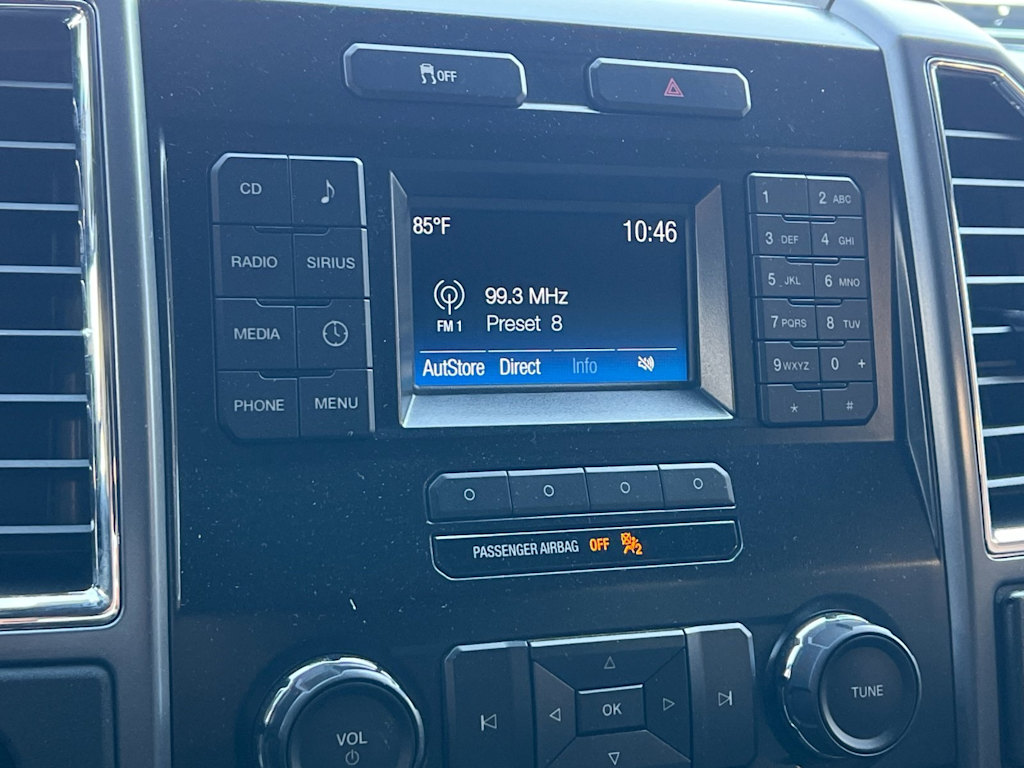 OFF
CD
RADIO SIRIUS
MEDIA
PHONE MENU
85°F 10:46
99.3 MHz
FM 1 Preset 8
AutStore Direct Info
1 2 ABC
3 DEF 4 GHI
5 JKL 6 MNO
7 PQRS 8 TUV
9 WXYZ 0 +
* #
PASSENGER AIRBAG OFF 2
VOL
OK
TUNE